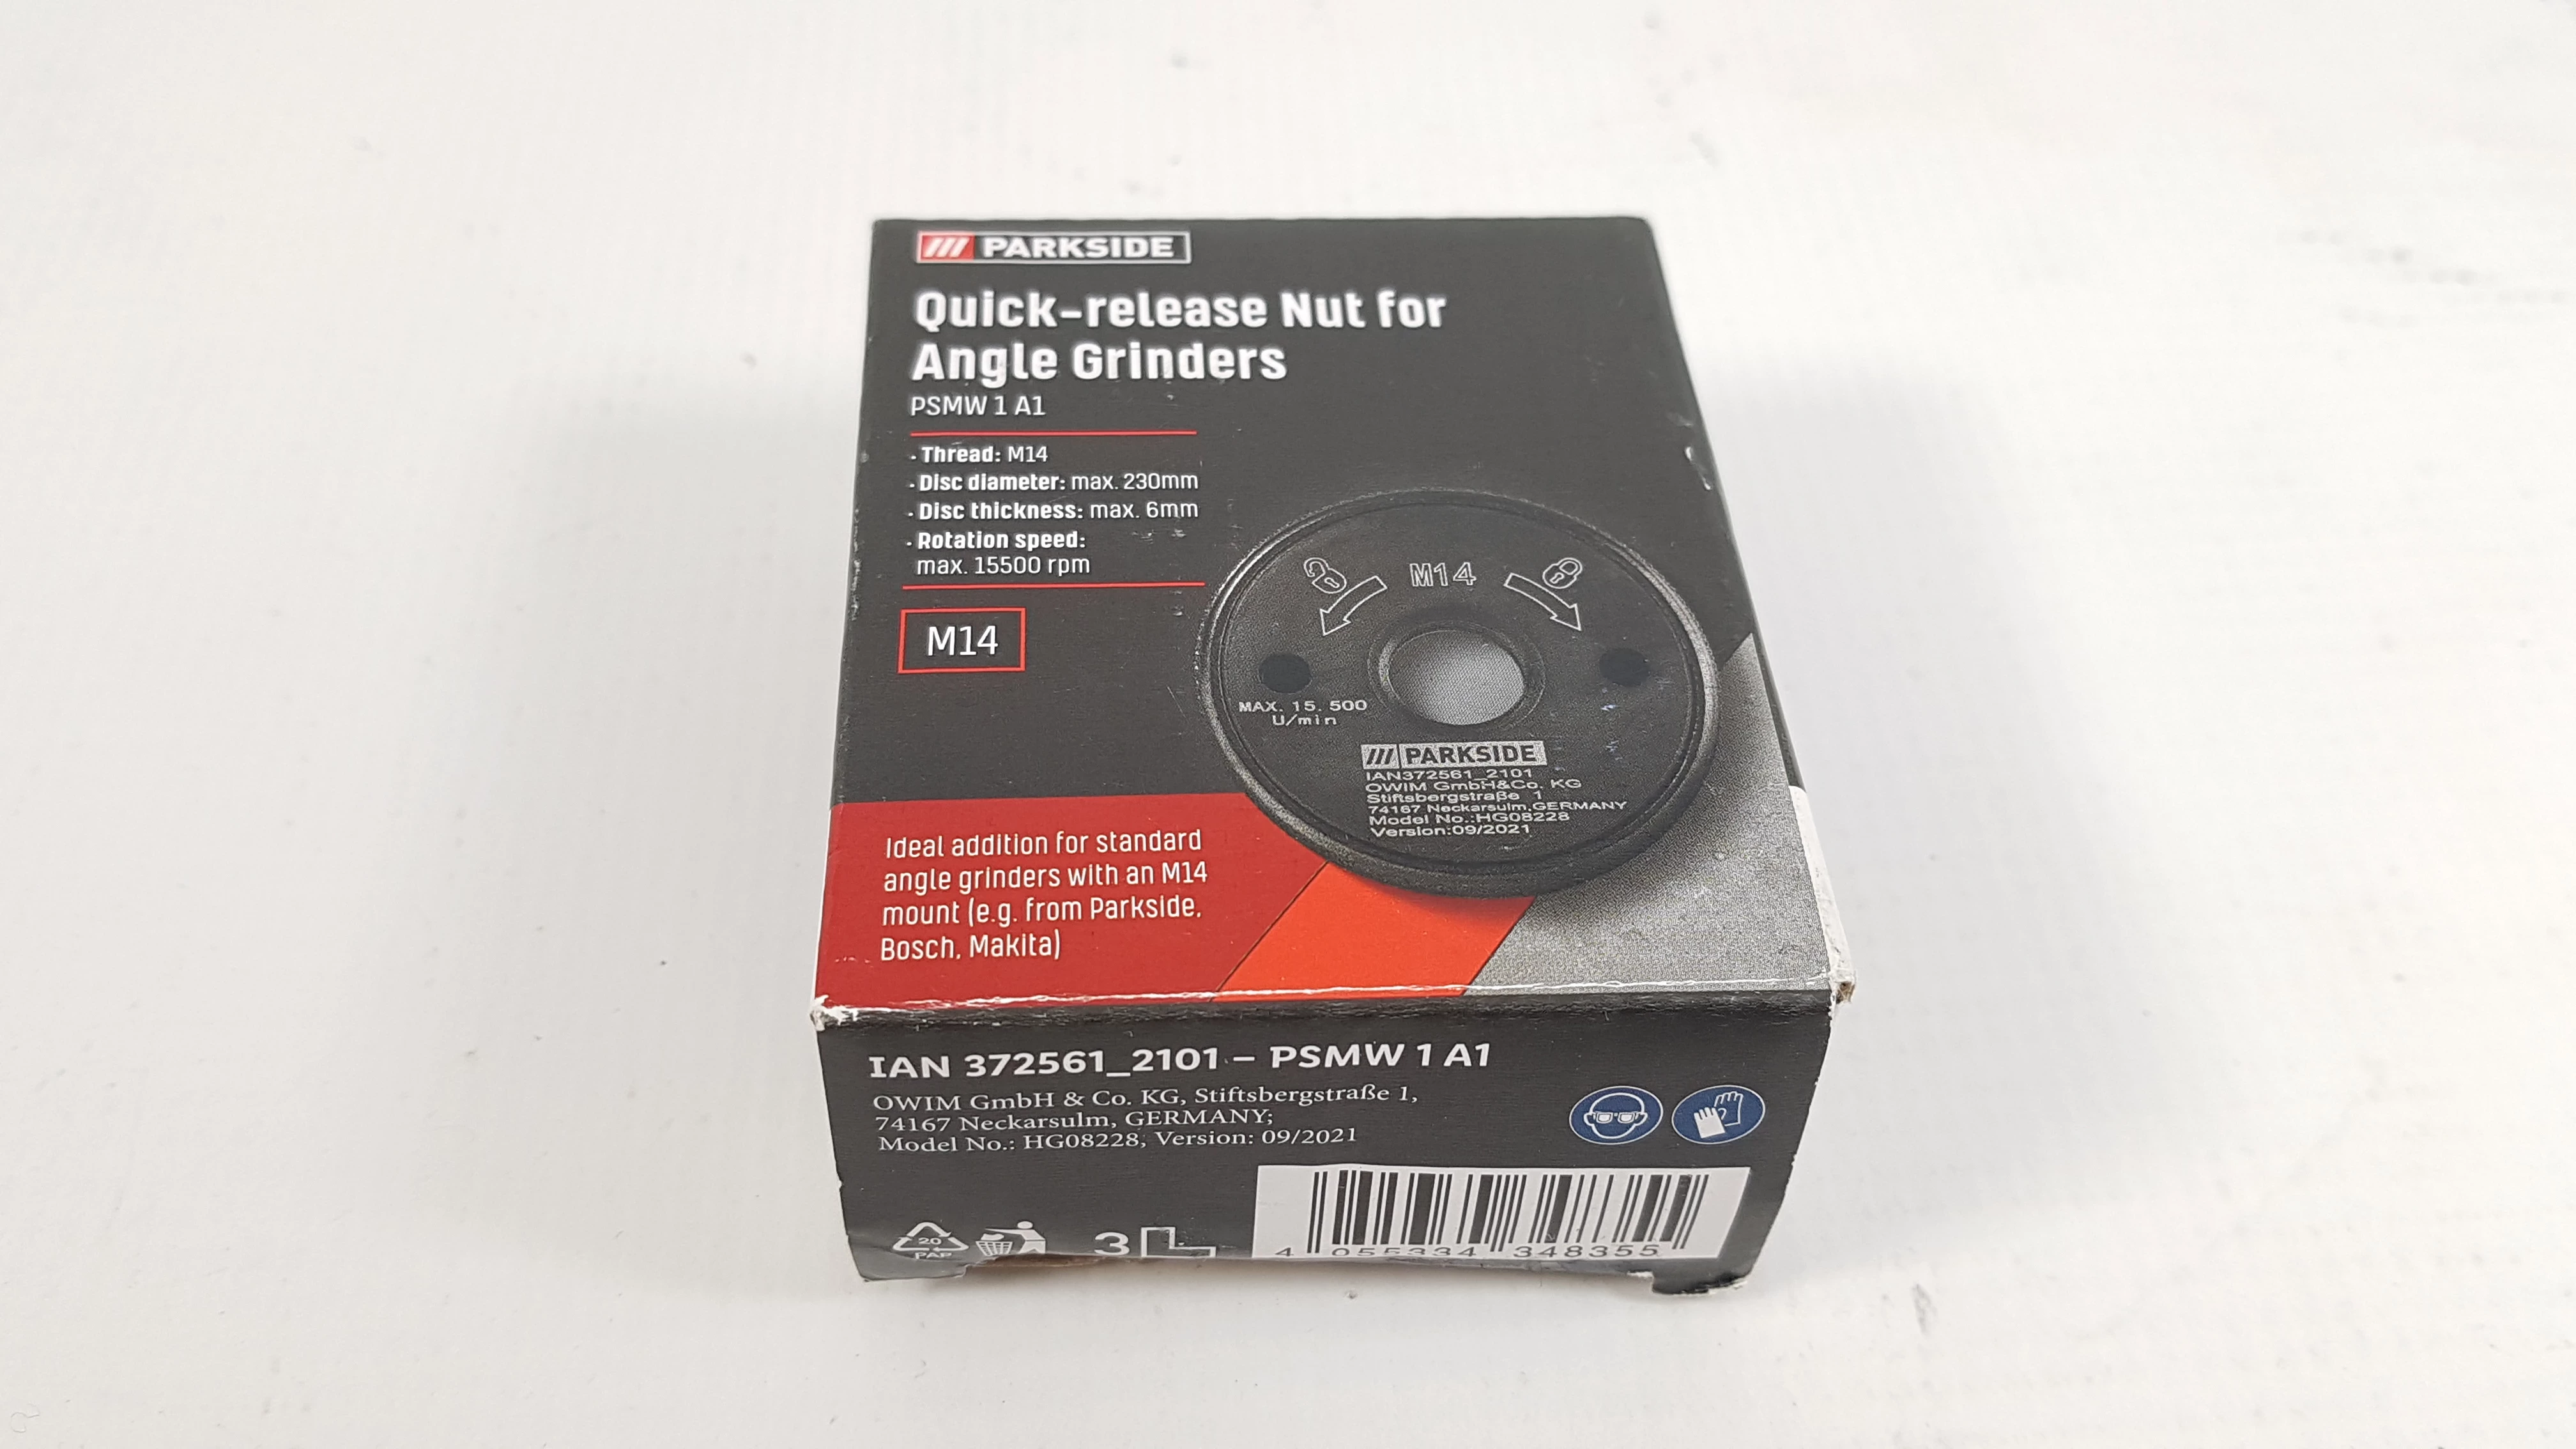 /// PARKSIDE
Quick-release Nut for
Angle Grinders
PSMW 1 A1
· Thread: M14
· Disc diameter: max. 230mm
· Disc thickness: max. 6mm
· Rotation speed:
max. 15500 rpm
M14
M14
MAX. 15. 500
U/min
/// PARKSIDE
IAN372561_2101
OWIM GmbH&Co. KG
Stiftsbergstraße 1
74167 Neckarsulm,GERMANY
Model No.:HG08228
Version:09/2021
Ideal addition for standard
angle grinders with an M14
mount (e.g. from Parkside,
Bosch, Makita)
IAN 372561_2101 – PSMW 1 A1
OWIM GmbH & Co. KG, Stiftsbergstraße 1,
74167 Neckarsulm, GERMANY;
Model No.: HG08228, Version: 09/2021
20
PAP
3 L
4 055334 348355